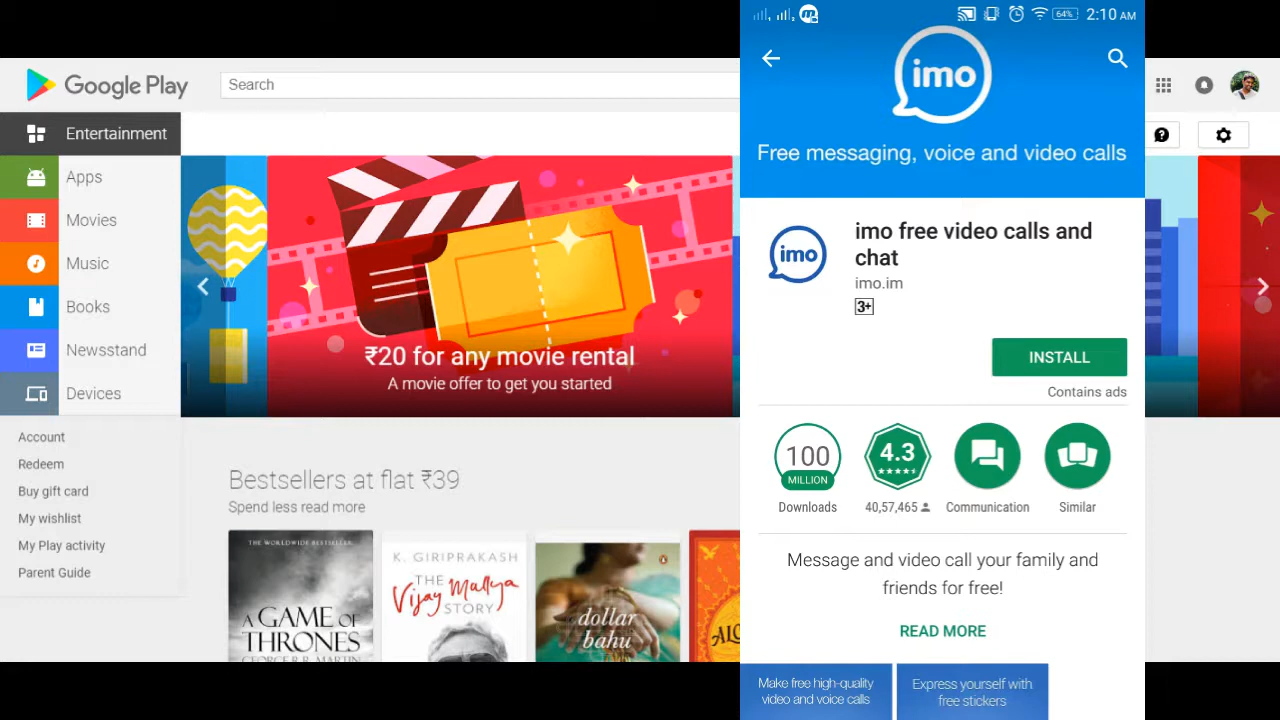 Google Play
Search
Entertainment
Apps
Movies
Music
Books
Newsstand
Devices
Account
Redeem
Buy gift card
My wishlist
My Play activity
Parent Guide
₹20 for any movie rental
A movie offer to get you started
Bestsellers at flat ₹39
Spend less read more
THE WORLDWIDE BESTSELLER
A GAME OF
THRONES
GEORGE R.R. MARTIN
K. GIRIPRAKASH
THE
Vijay Mallya
STORY
dollar
bahu
64%
2:10 AM
imo
Free messaging, voice and video calls
imo
imo free video calls and
chat
imo.im
3+
INSTALL
Contains ads
100
MILLION
Downloads
4.3
40,57,465
Communication
Similar
Message and video call your family and
friends for free!
READ MORE
Make free high-quality
video and voice calls
Express yourself with
free stickers